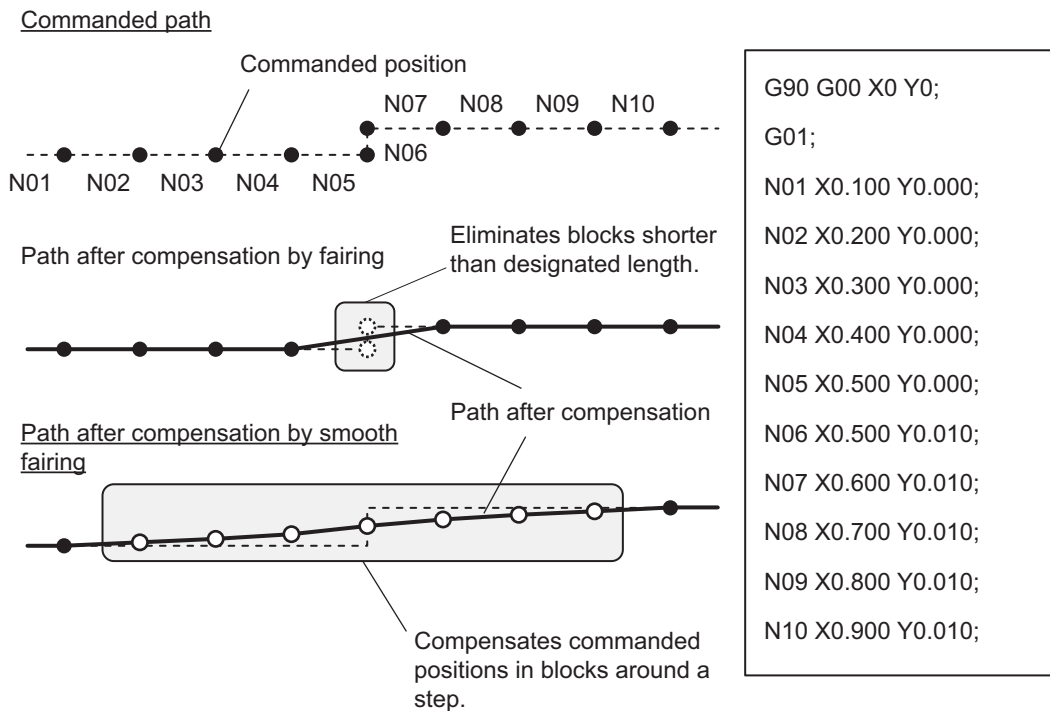 Commanded path
Commanded position
N07 N08 N09 N10
N06
N01 N02 N03 N04 N05
Path after compensation by fairing
Eliminates blocks shorter
than designated length.
Path after compensation
Path after compensation by smooth
fairing
Compensates commanded
positions in blocks around a
step.
G90 G00 X0 Y0;
G01;
N01 X0.100 Y0.000;
N02 X0.200 Y0.000;
N03 X0.300 Y0.000;
N04 X0.400 Y0.000;
N05 X0.500 Y0.000;
N06 X0.500 Y0.010;
N07 X0.600 Y0.010;
N08 X0.700 Y0.010;
N09 X0.800 Y0.010;
N10 X0.900 Y0.010;